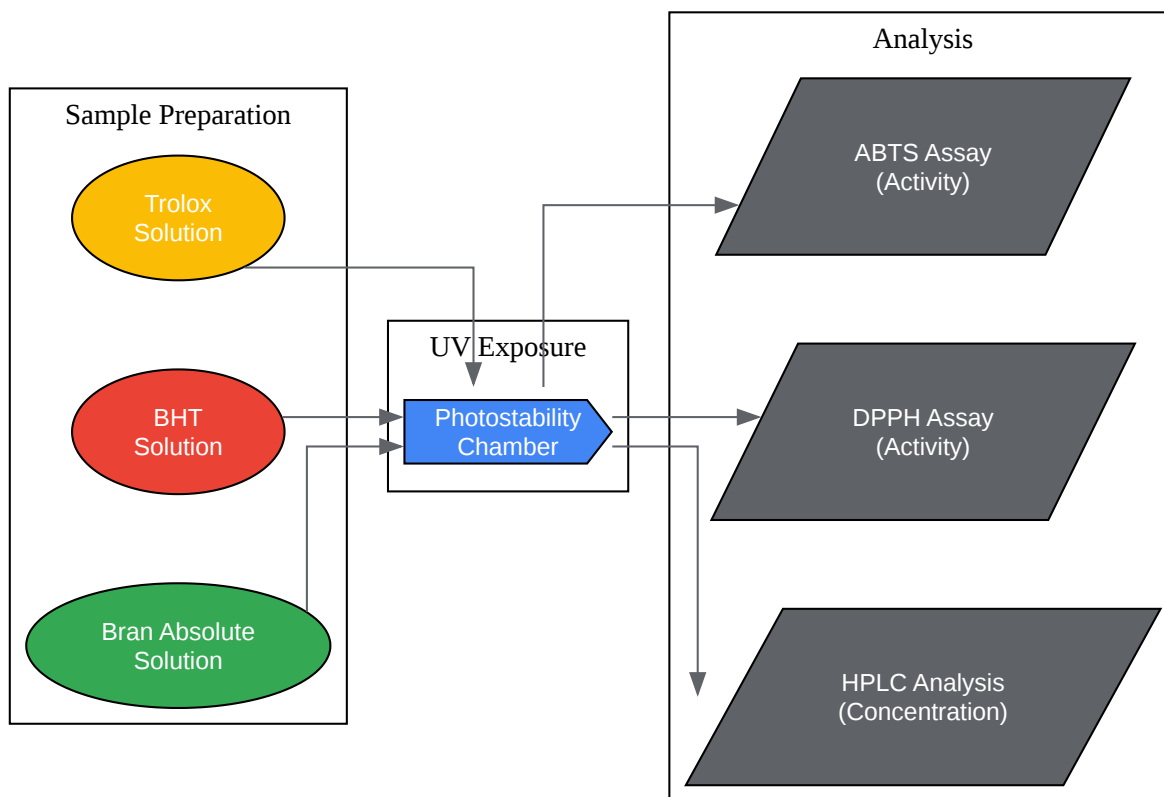 Sample Preparation
Trolox
Solution
BHT
Solution
Bran Absolute
Solution
UV Exposure
Photostability
Chamber
Analysis
ABTS Assay
(Activity)
DPPH Assay
(Activity)
HPLC Analysis
(Concentration)